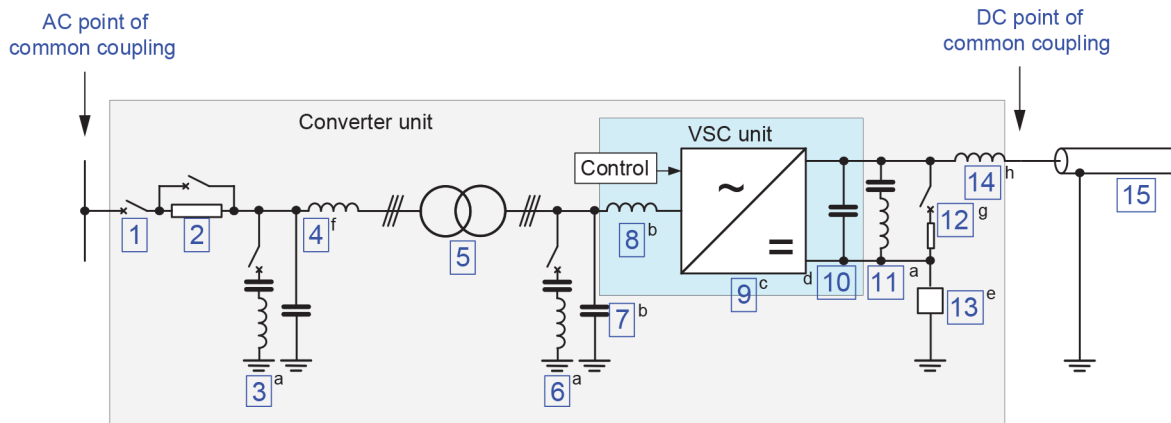 AC point of
common coupling
DC point of
common coupling
Converter unit
VSC unit
Control
~
=
1
2
3 a
4 f
5
6 a
7 b
8 b
9 c
d
10
11 a
12 g
13 e
14 h
15